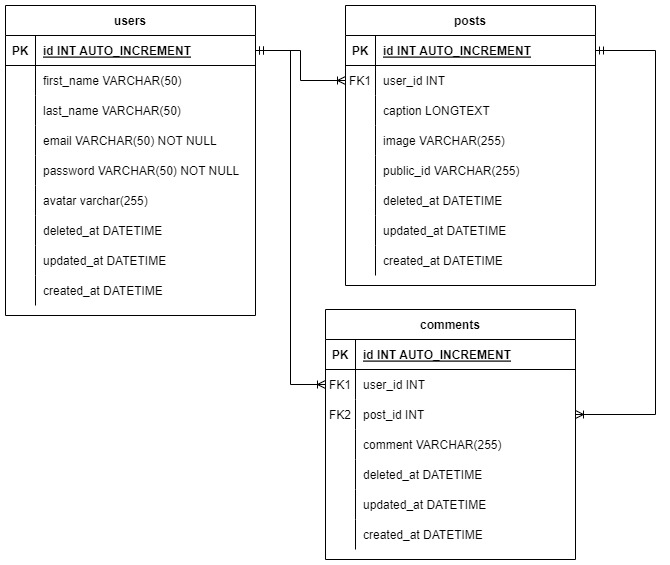 users
PK id INT AUTO_INCREMENT
first_name VARCHAR(50)
last_name VARCHAR(50)
email VARCHAR(50) NOT NULL
password VARCHAR(50) NOT NULL
avatar varchar(255)
deleted_at DATETIME
updated_at DATETIME
created_at DATETIME
posts
PK id INT AUTO_INCREMENT
FK1 user_id INT
caption LONGTEXT
image VARCHAR(255)
public_id VARCHAR(255)
deleted_at DATETIME
updated_at DATETIME
created_at DATETIME
comments
PK id INT AUTO_INCREMENT
FK1 user_id INT
FK2 post_id INT
comment VARCHAR(255)
deleted_at DATETIME
updated_at DATETIME
created_at DATETIME